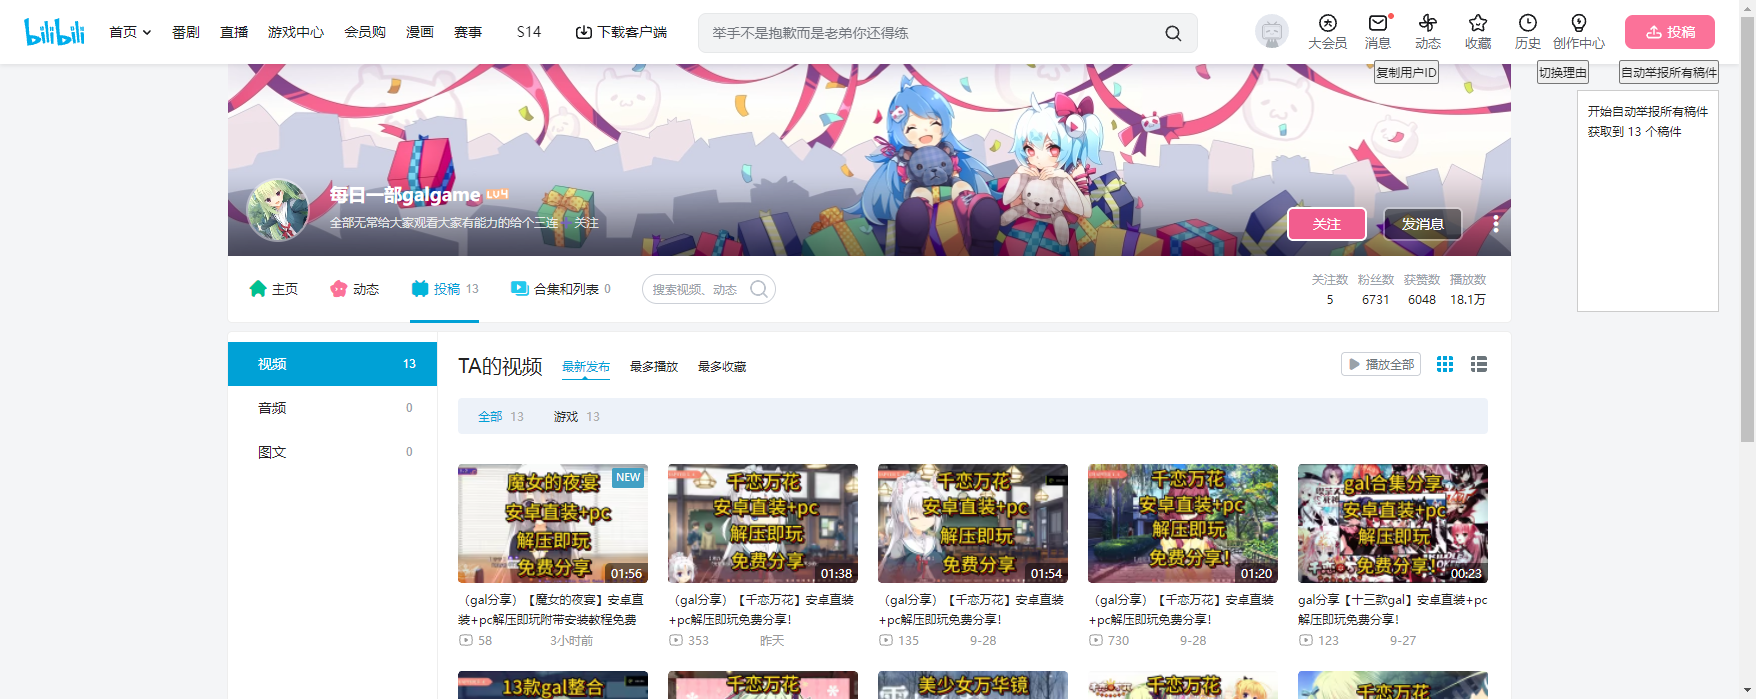 bilibili
首页
番剧
直播
游戏中心
会员购
漫画
赛事
S14
下载客户端
举手不是抱歉而是老弟你还得练
大会员
消息
动态
收藏
历史
创作中心
投稿
复制用户ID
切换理由
自动举报所有稿件
开始自动举报所有稿件
获取到 13 个稿件
每日一部galgame LV4
全部无常给大家观看大家有能力的给个三连 关注
关注
发消息
主页
动态
投稿 13
合集和列表 0
搜索视频、动态
关注数 粉丝数 获赞数 播放数
5 6731 6048 18.1万
视频 13
音频 0
图文 0
TA的视频
最新发布
最多播放
最多收藏
播放全部
全部 13
游戏 13
魔女的夜宴
安卓直装+pc
解压即玩
免费分享
NEW
01:56
（gal分享）【魔女的夜宴】安卓直
装+pc解压即玩附带安装教程免费
58 3小时前
千恋万花
安卓直装+pc
解压即玩
免费分享
01:38
（gal分享）【千恋万花】安卓直装
+pc解压即玩免费分享！
353 昨天
千恋万花
安卓直装+pc
解压即玩
免费分享
01:54
（gal分享）【千恋万花】安卓直装
+pc解压即玩免费分享！
135 9-28
千恋万花
安卓直装+pc
解压即玩
免费分享！
01:20
（gal分享）【千恋万花】安卓直装
+pc解压即玩免费分享！
730 9-28
gal合集分享
安卓直装+pc
解压即玩
免费分享！
00:23
gal分享【十三款gal】安卓直装+pc
解压即玩免费分享！
123 9-27
13款gal整合
千恋万花
美少女万华镜
千恋万花
千恋万花